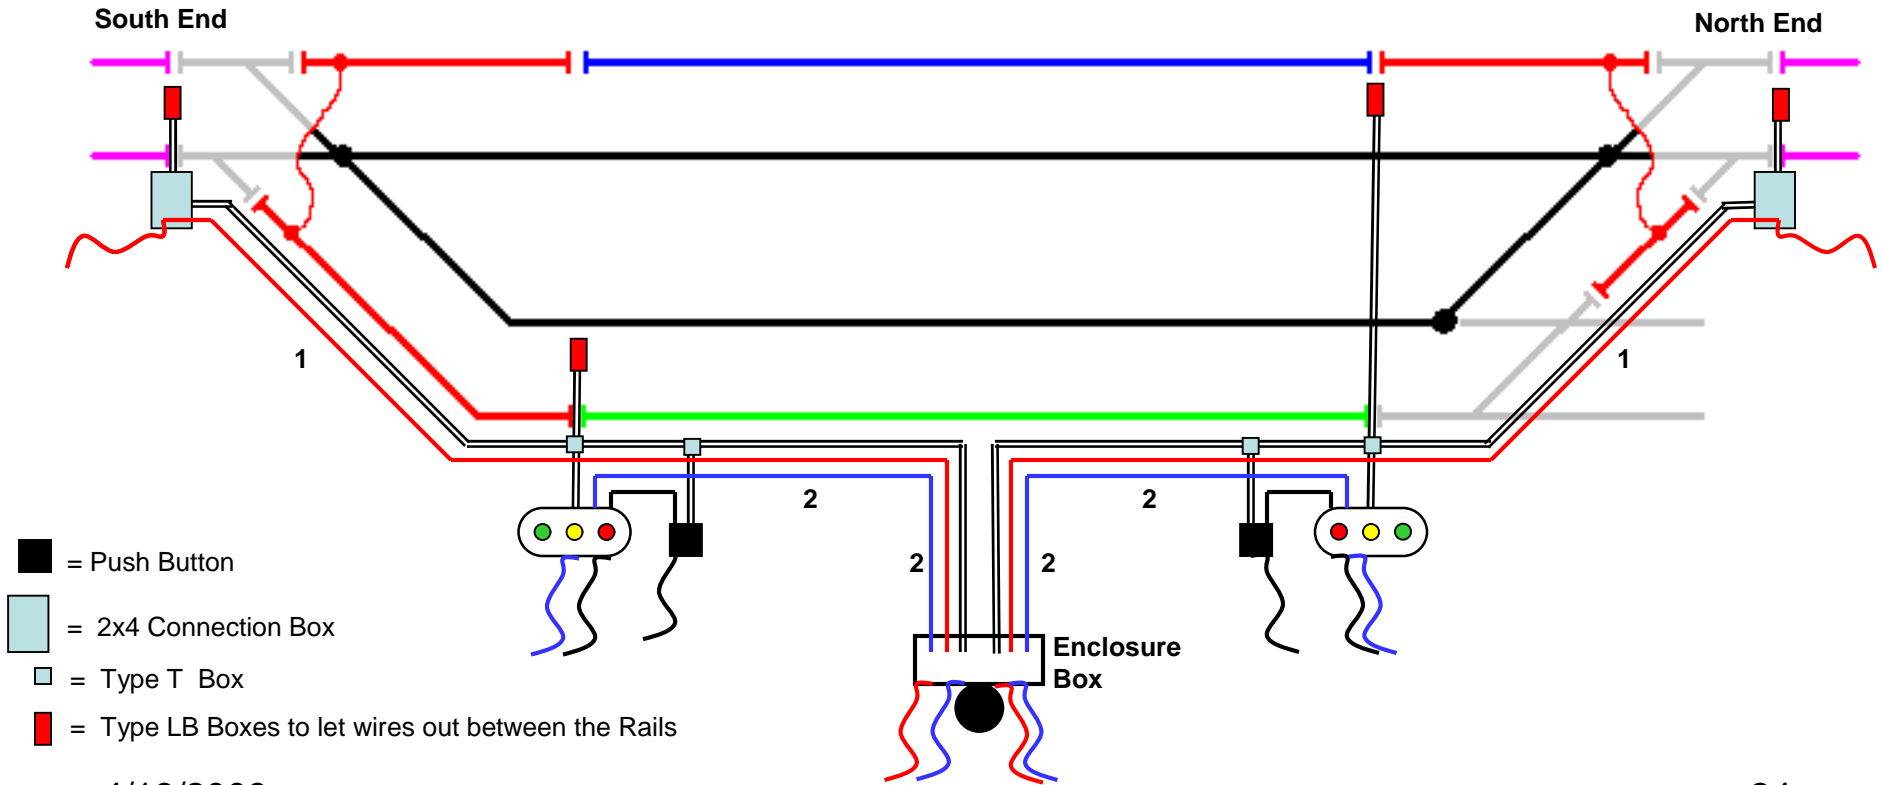 South End
North End
1
1
2
2
2
2
= Push Button
= 2x4 Connection Box
= Type T Box
= Type LB Boxes to let wires out between the Rails
Enclosure
Box